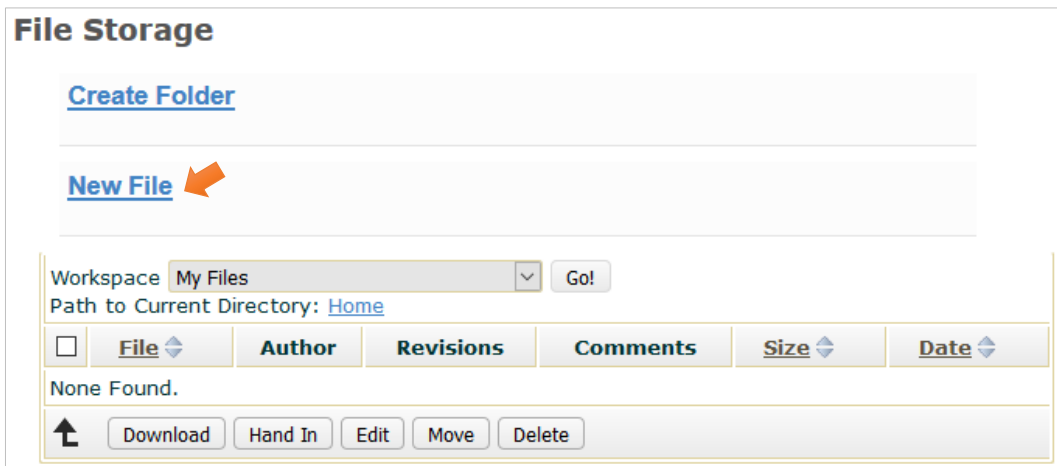 File Storage
Create Folder
New File
Workspace My Files Go!
Path to Current Directory: Home
File Author Revisions Comments Size Date
None Found.
Download Hand In Edit Move Delete